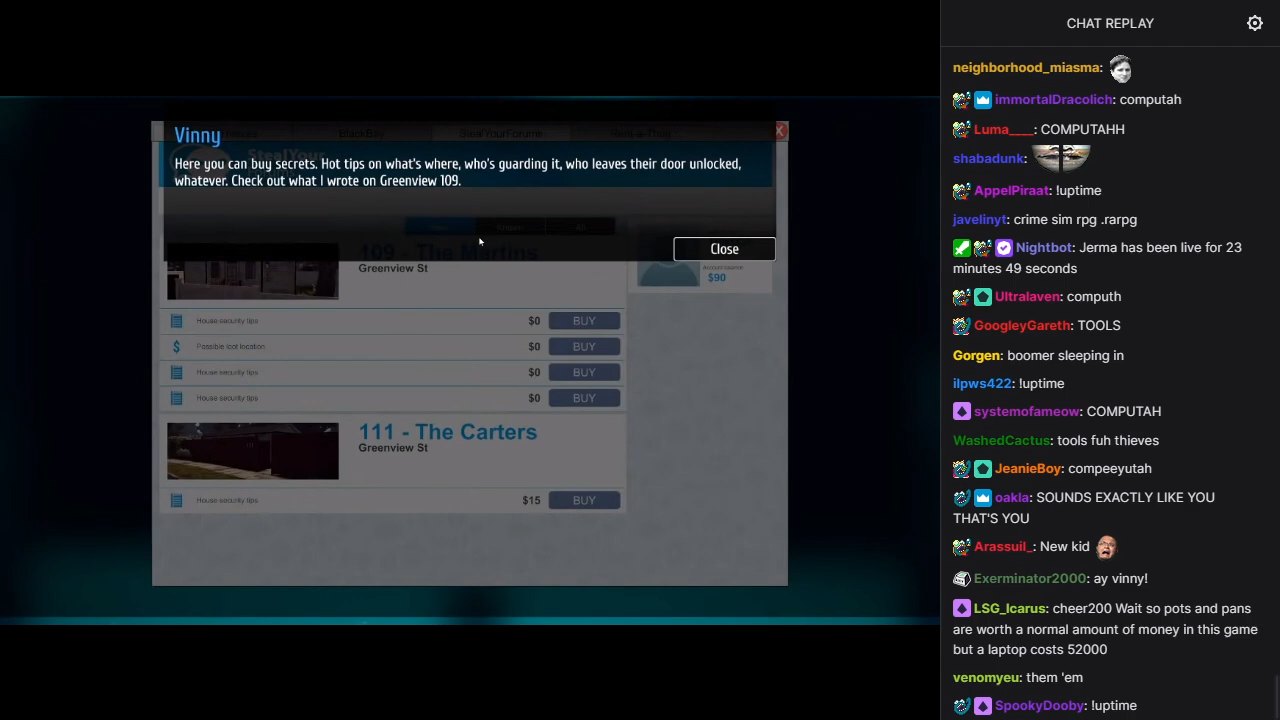 CHAT REPLAY
Vinny
Here you can buy secrets. Hot tips on what's where, who's guarding it, who leaves their door unlocked,
whatever. Check out what I wrote on Greenview 109.
Close
109 - The Martins
Greenview St
Account balance:
$90
House security tips
$0
BUY
Possible loot location
$0
BUY
House security tips
$0
BUY
House security tips
$0
BUY
111 - The Carters
Greenview St
House security tips
$15
BUY
neighborhood_miasma:
immortalDracolich: computah
Luma____: COMPUTAHH
shabadunk:
AppelPiraat: !uptime
javelinyt: crime sim rpg .rarpg
Nightbot: Jerma has been live for 23
minutes 49 seconds
Ultralaven: computh
GoogleyGareth: TOOLS
Gorgen: boomer sleeping in
ilpws422: !uptime
systemofameow: COMPUTAH
WashedCactus: tools fuh thieves
JeanieBoy: compeeyutah
oakla: SOUNDS EXACTLY LIKE YOU
THAT'S YOU
Arassuil_: New kid
Exerminator2000: ay vinny!
LSG_Icarus: cheer200 Wait so pots and pans
are worth a normal amount of money in this game
but a laptop costs 52000
venomyeu: them 'em
SpookyDooby: !uptime